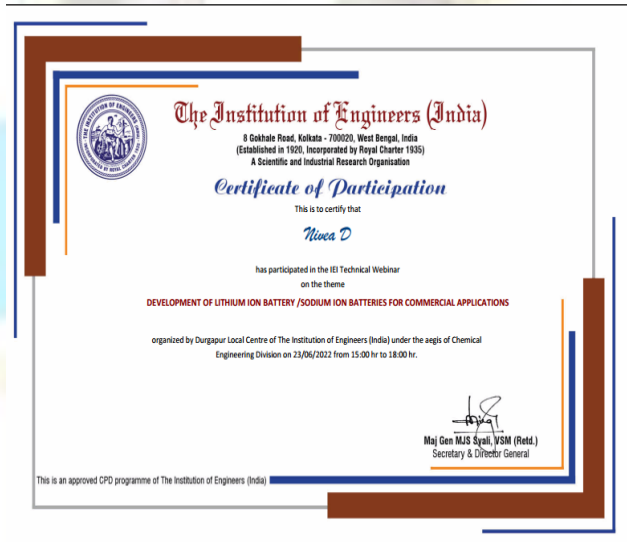 The Institution of Engineers (India)
8 Gokhale Road, Kolkata - 700020, West Bengal, India
(Established in 1920, Incorporated by Royal Charter 1935)
A Scientific and Industrial Research Organisation
Certificate of Participation
This is to certify that
Nivea D
has participated in the IEI Technical Webinar
on the theme
DEVELOPMENT OF LITHIUM ION BATTERY /SODIUM ION BATTERIES FOR COMMERCIAL APPLICATIONS
organized by Durgapur Local Centre of The Institution of Engineers (India) under the aegis of Chemical
Engineering Division on 23/06/2022 from 15:00 hr to 18:00 hr.
Maj Gen MJS Syali, VSM (Retd.)
Secretary & Director General
This is an approved CPD programme of The Institution of Engineers (India)